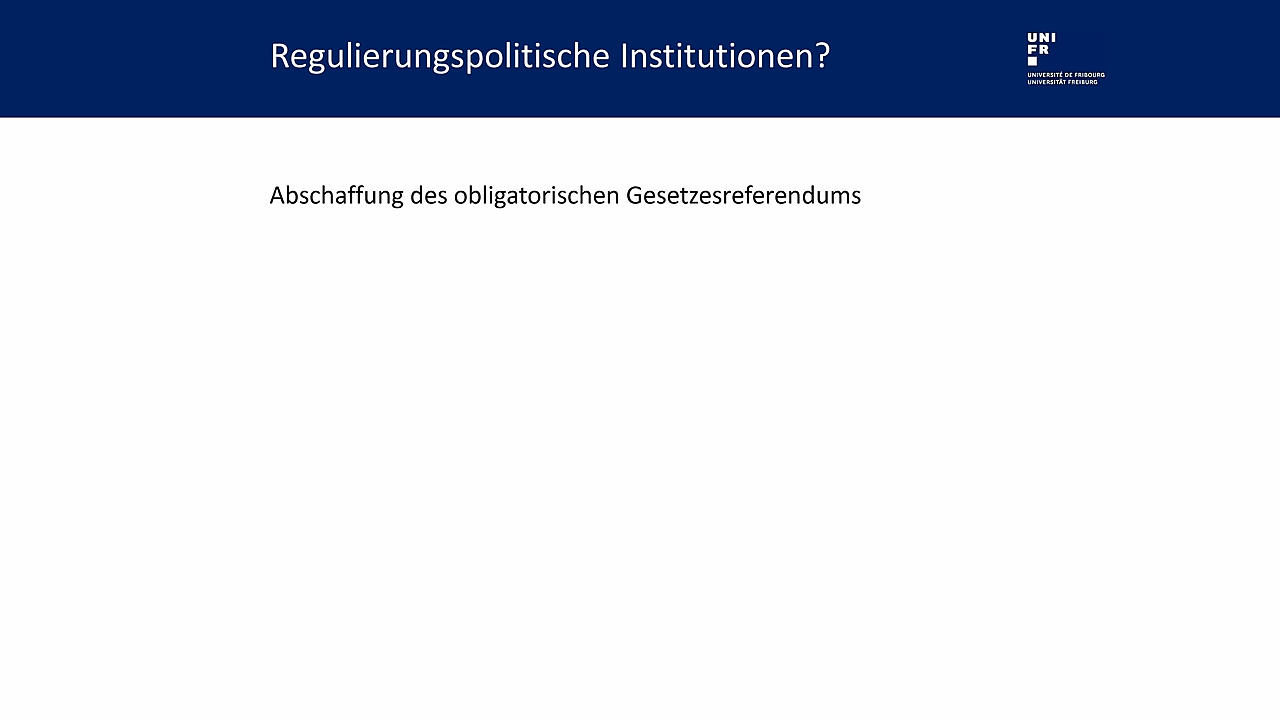 Regulierungspolitische Institutionen?
UNI
FR
UNIVERSITÉ DE FRIBOURG
UNIVERSITÄT FREIBURG
Abschaffung des obligatorischen Gesetzesreferendums